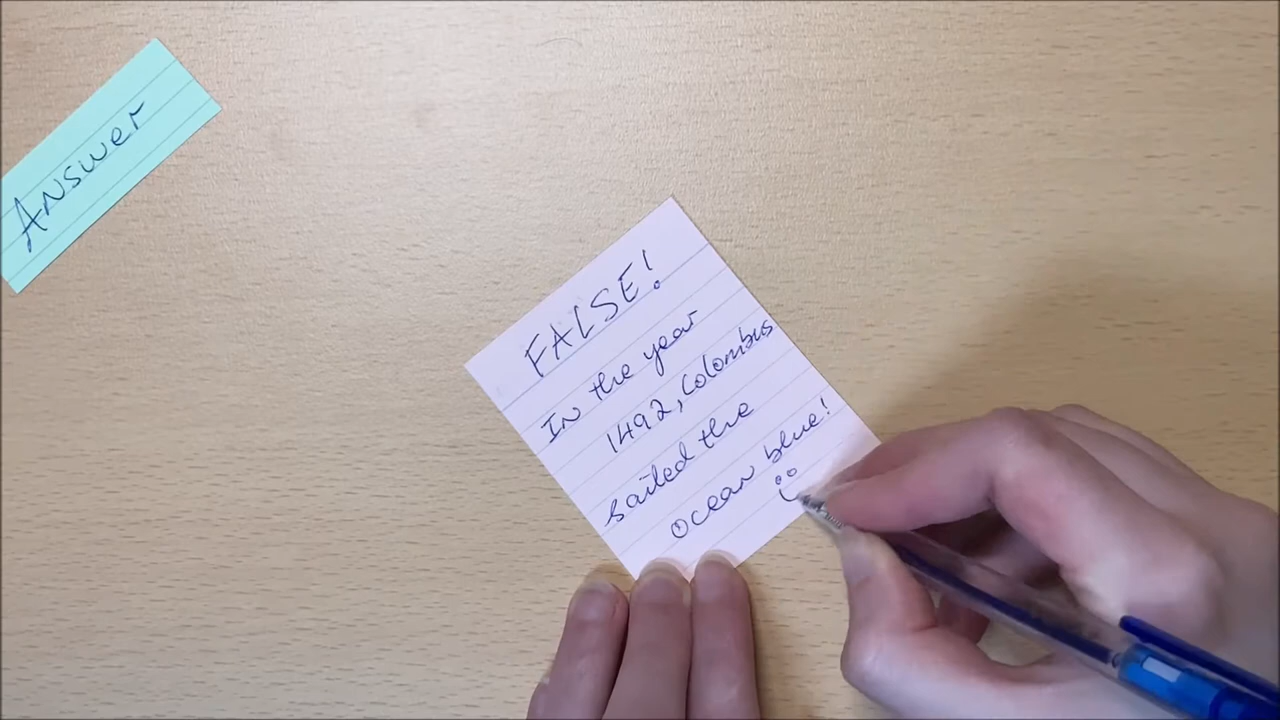 Answer
FALSE!
In the year
1492, Colombus
sailed the
ocean blue!